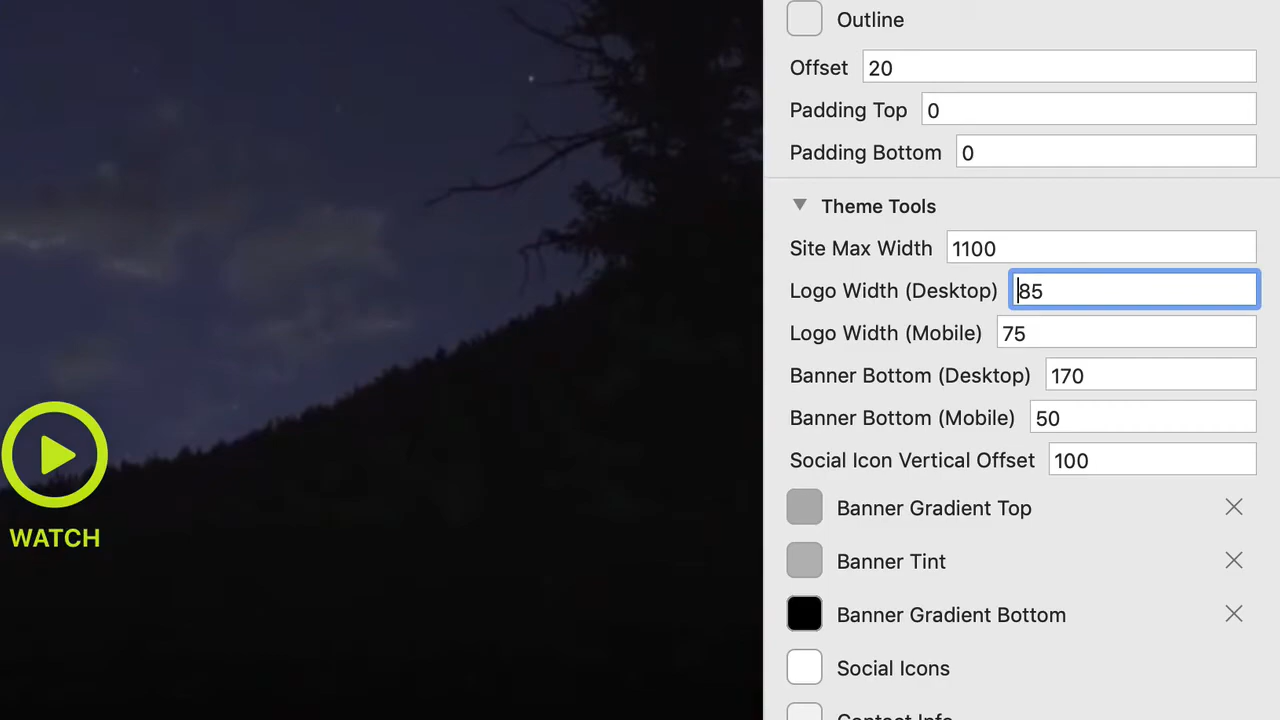 WATCH
Outline
Offset 20
Padding Top 0
Padding Bottom 0
Theme Tools
Site Max Width 1100
Logo Width (Desktop) 85
Logo Width (Mobile) 75
Banner Bottom (Desktop) 170
Banner Bottom (Mobile) 50
Social Icon Vertical Offset 100
Banner Gradient Top
Banner Tint
Banner Gradient Bottom
Social Icons
Contact Info